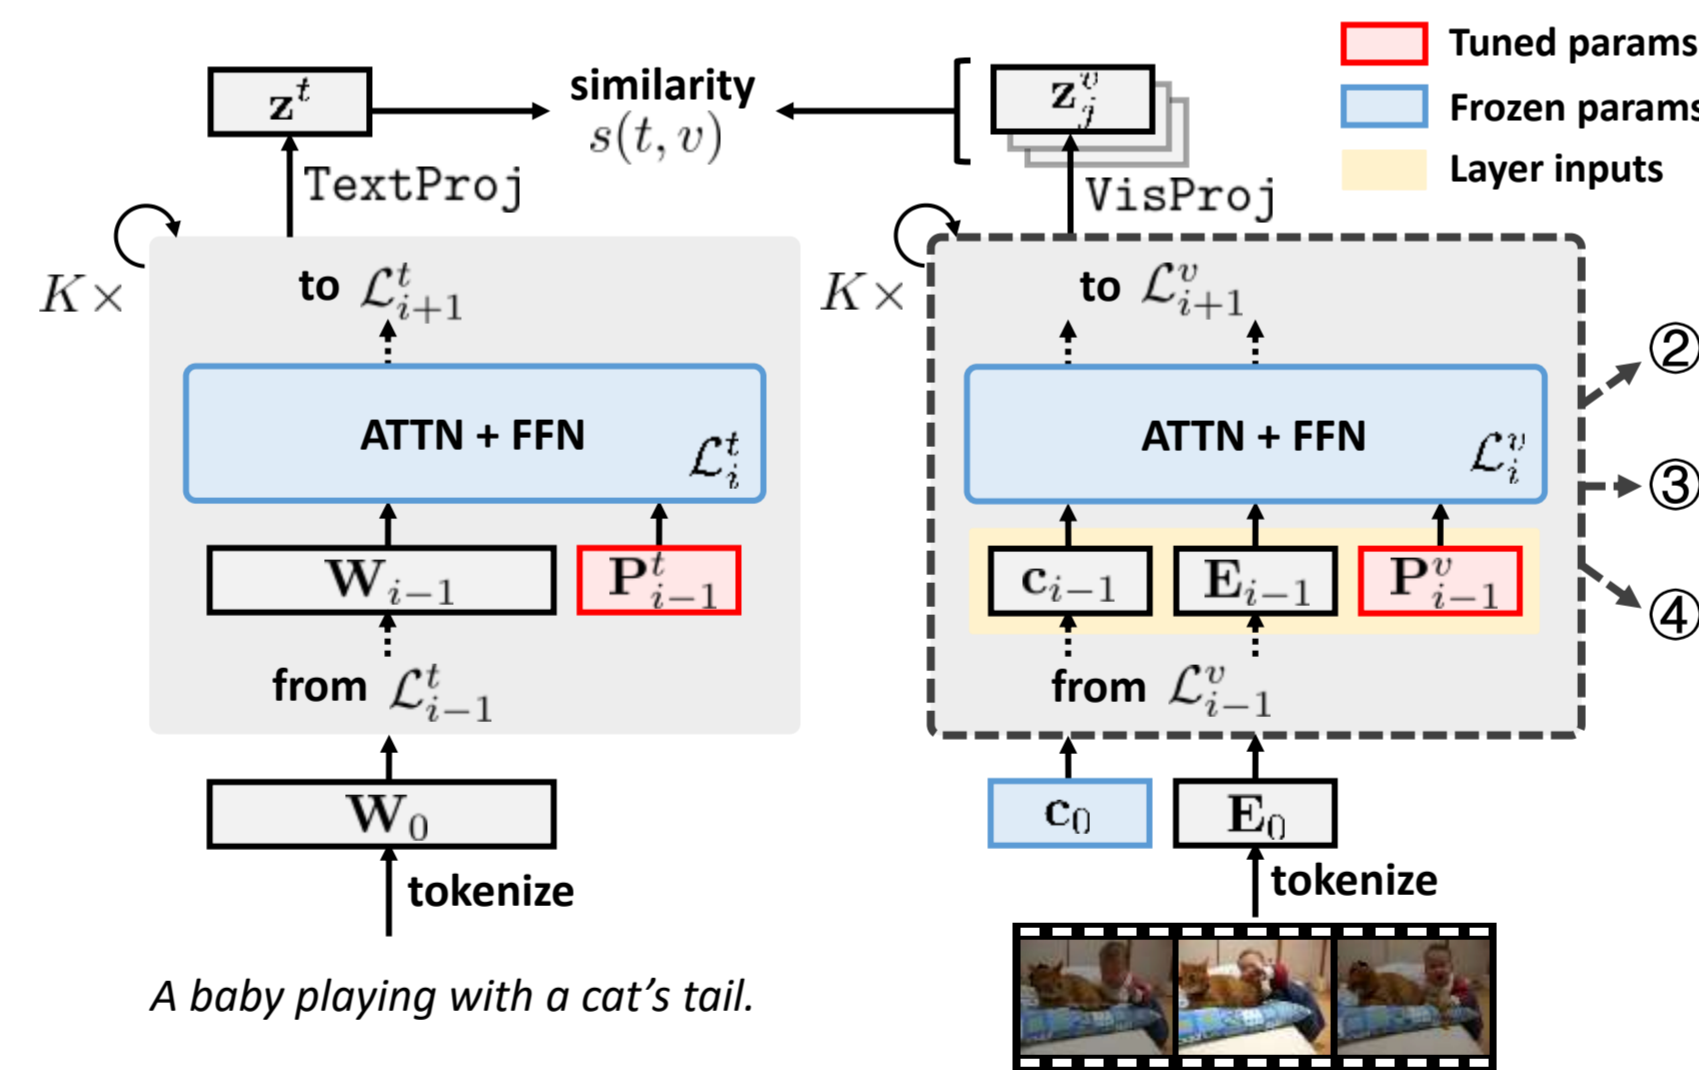 z^t
similarity
s(t, v)
z_j^v
Tuned params
Frozen params
Layer inputs
TextProj
VisProj
K×
to L_{i+1}^t
K×
to L_{i+1}^v
ATTN + FFN
L_i^t
ATTN + FFN
L_i^v
②
③
④
W_{i−1}
P_{i−1}^t
c_{i−1}
E_{i−1}
P_{i−1}^v
from L_{i−1}^t
from L_{i−1}^v
W_0
c_0
E_0
tokenize
tokenize
A baby playing with a cat’s tail.